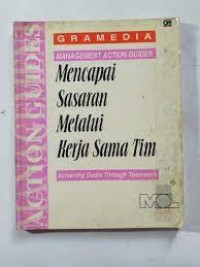 ACTION GUIDES
GRAMEDIA
MANAGEMENT ACTION GUIDES
Mencapai
Sasaran
Melalui
Kerja Sama Tim
Achieving Goals Through Teamwork